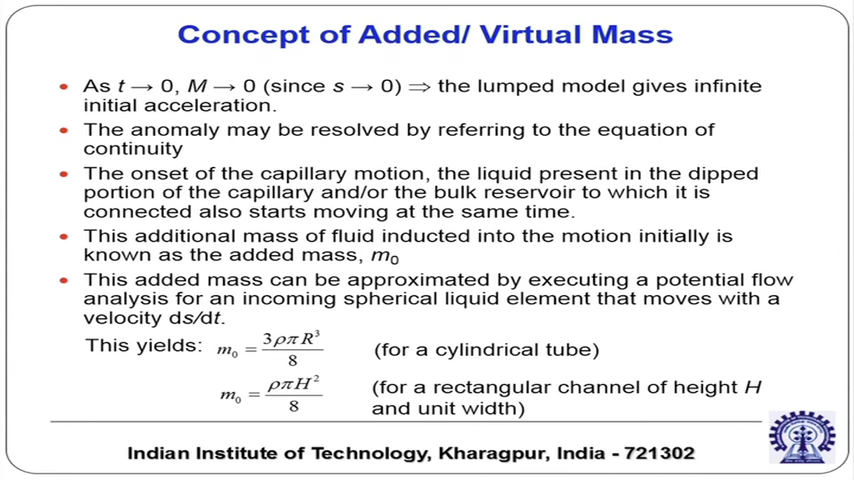 Concept of Added/ Virtual Mass
• As t → 0, M → 0 (since s → 0) ⇒ the lumped model gives infinite
initial acceleration.
• The anomaly may be resolved by referring to the equation of
continuity
• The onset of the capillary motion, the liquid present in the dipped
portion of the capillary and/or the bulk reservoir to which it is
connected also starts moving at the same time.
• This additional mass of fluid inducted into the motion initially is
known as the added mass, m₀
• This added mass can be approximated by executing a potential flow
analysis for an incoming spherical liquid element that moves with a
velocity ds/dt.
This yields: m₀ = 3ρπR³/8 (for a cylindrical tube)
m₀ = ρπH²/8 (for a rectangular channel of height H
and unit width)
Indian Institute of Technology, Kharagpur, India - 721302